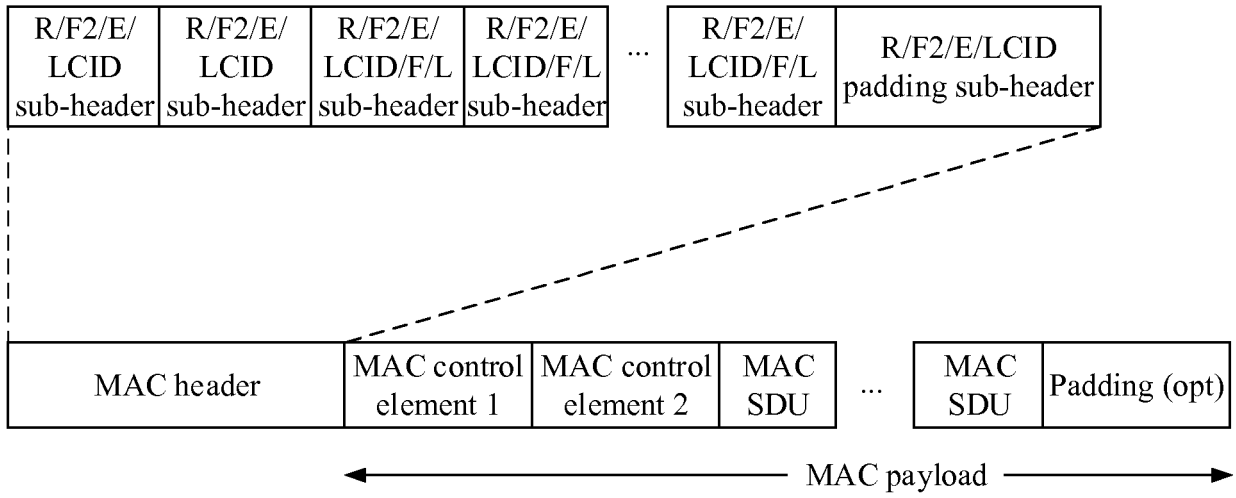 R/F2/E/
LCID
sub-header
R/F2/E/
LCID
sub-header
R/F2/E/
LCID/F/L
sub-header
R/F2/E/
LCID/F/L
sub-header
...
R/F2/E/
LCID/F/L
sub-header
R/F2/E/LCID
padding sub-header
MAC header
MAC control
element 1
MAC control
element 2
MAC
SDU
...
MAC
SDU
Padding (opt)
MAC payload